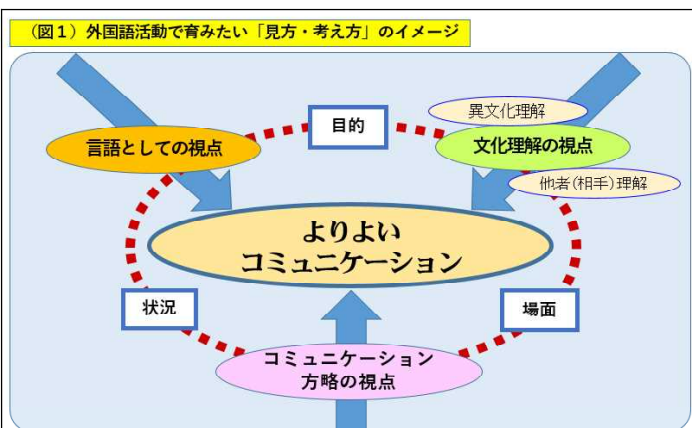 （図１）外国語活動で育みたい「見方・考え方」のイメージ
目的
異文化理解
言語としての視点
文化理解の視点
他者(相手)理解
よりよい
コミュニケーション
状況
場面
コミュニケーション
方略の視点